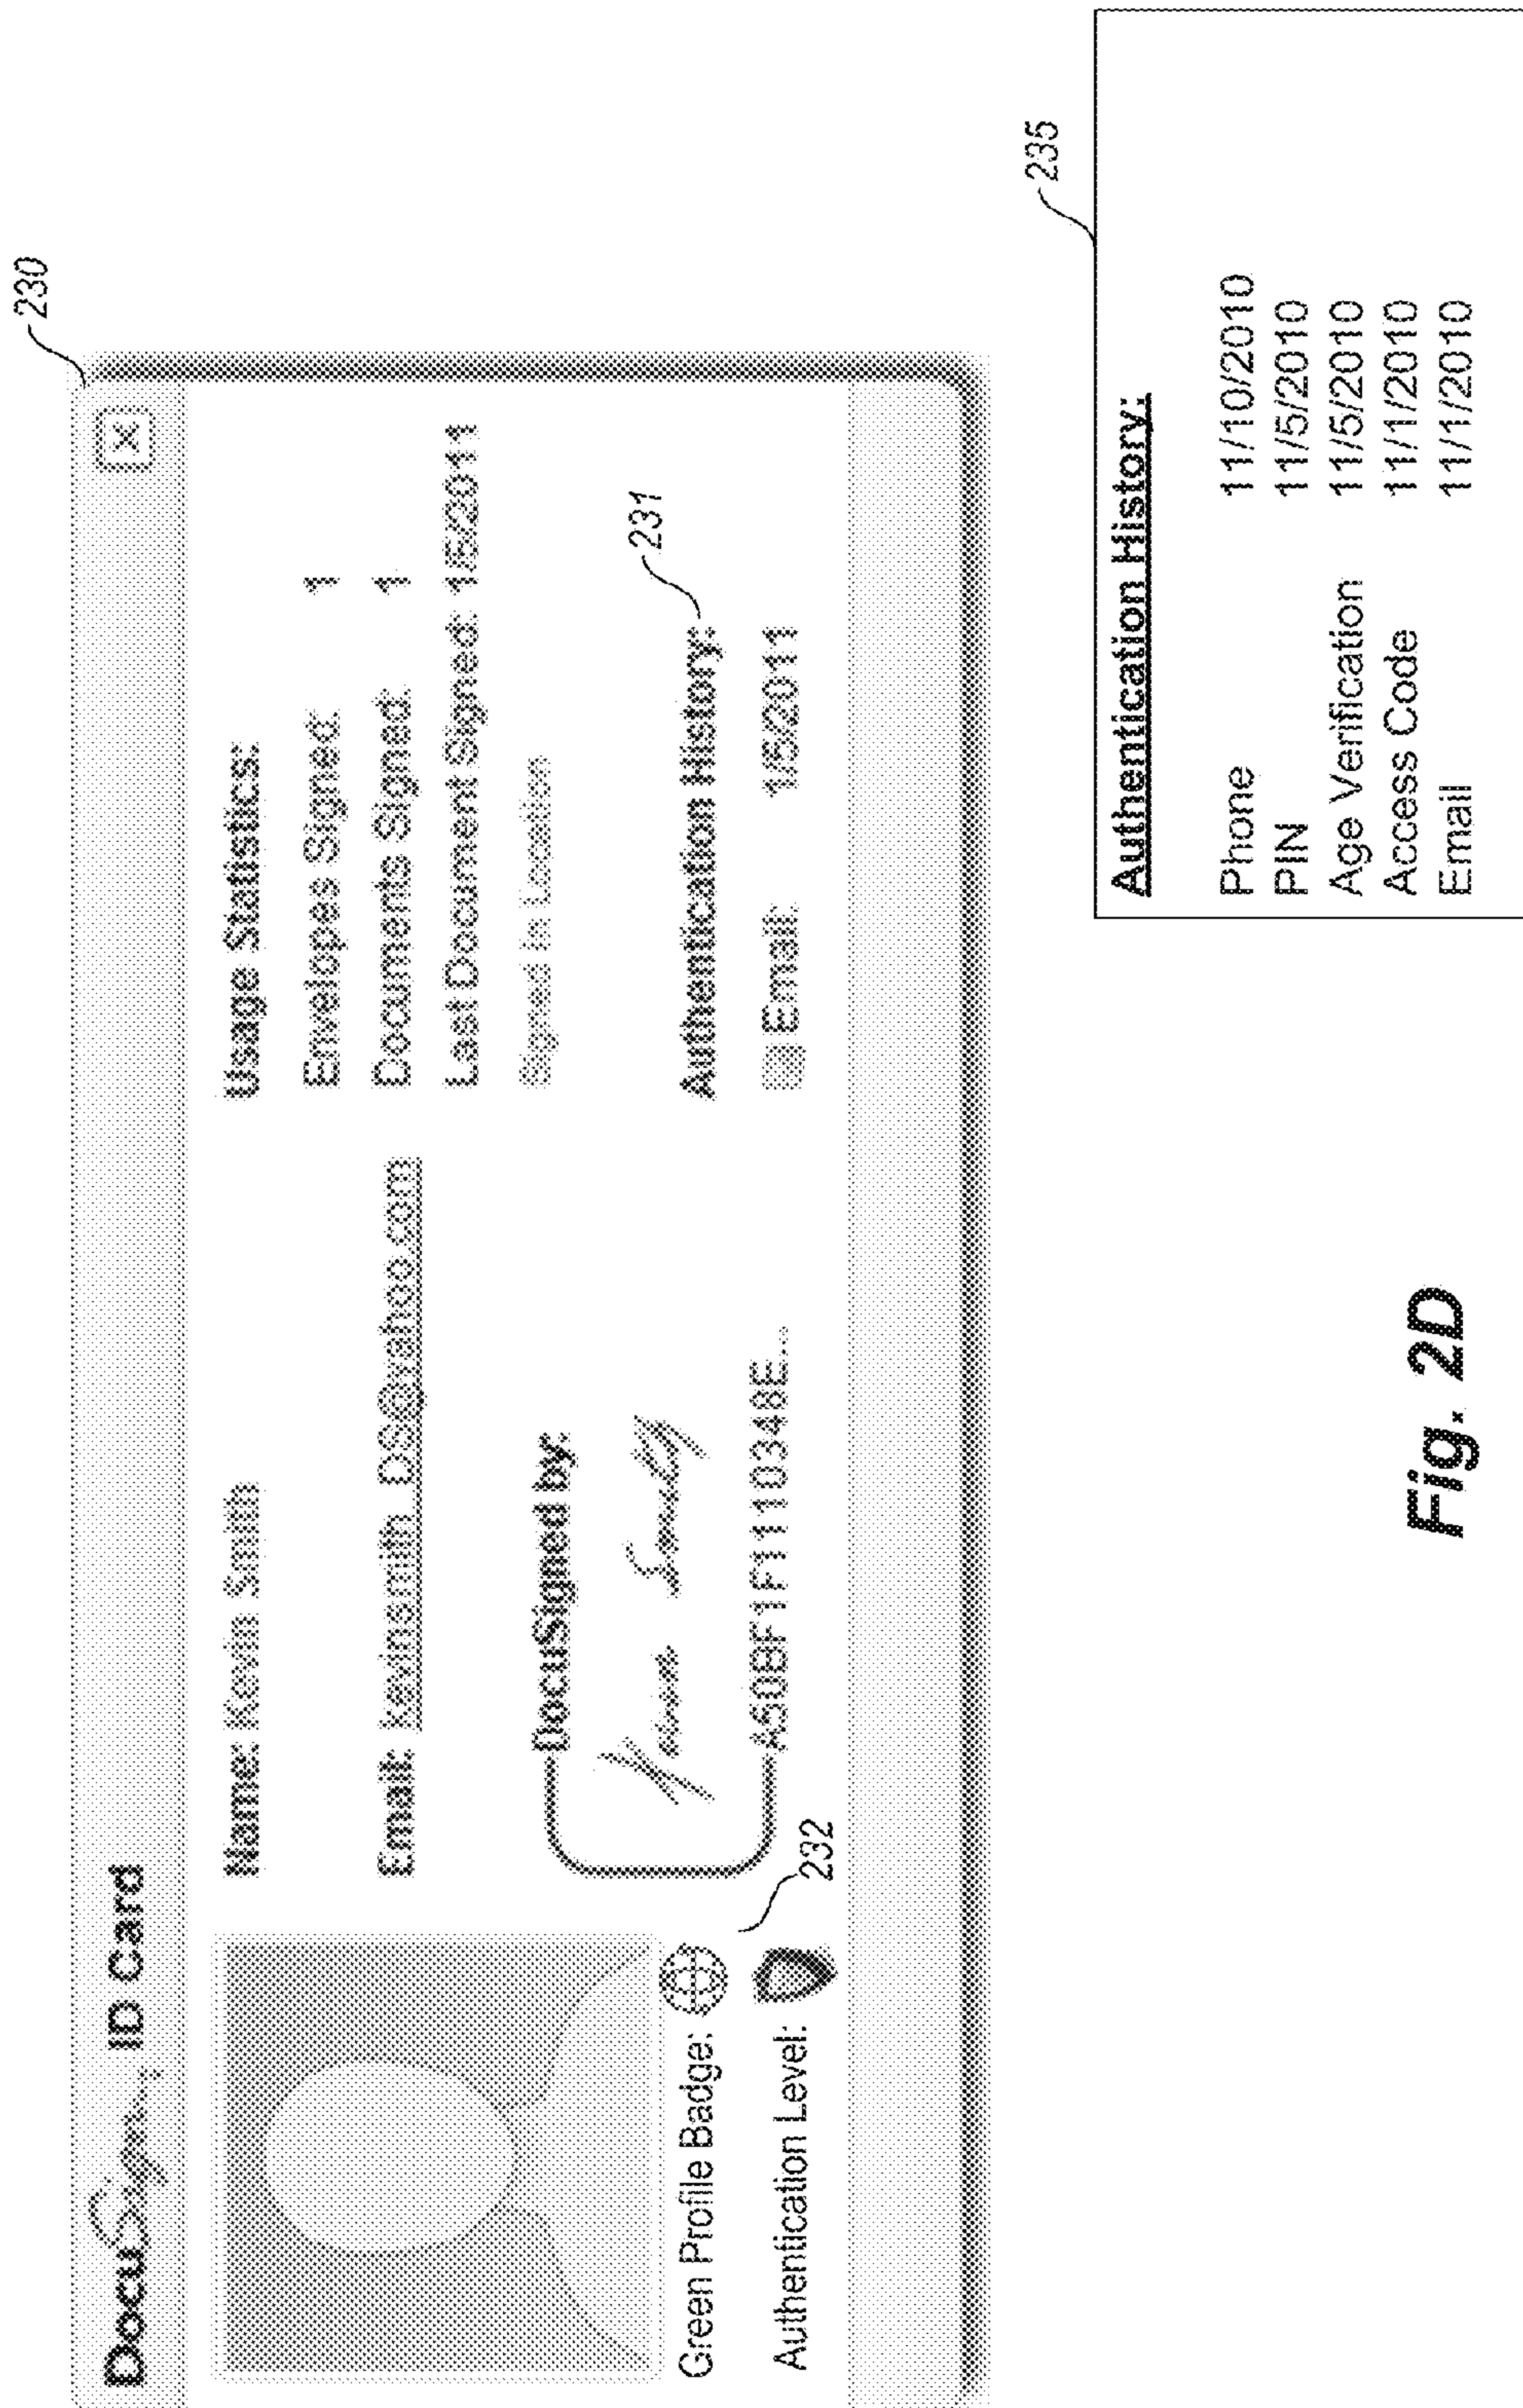 230
DocuSign ID Card
X
Name: Kevin Smith
Email: kevinsmith_DS@yahoo.com
DocuSigned by:
Kevin Smith
A50BF1F1110348E...
Green Profile Badge:
Authentication Level:
232
Usage Statistics:
Envelopes Signed: 1
Documents Signed: 1
Last Document Signed: 1/5/2011
Signed in Location
Authentication History:
231
Email: 1/5/2011
235
Authentication History:
Phone 11/10/2010
PIN 11/5/2010
Age Verification 11/5/2010
Access Code 11/1/2010
Email 11/1/2010
Fig. 2D